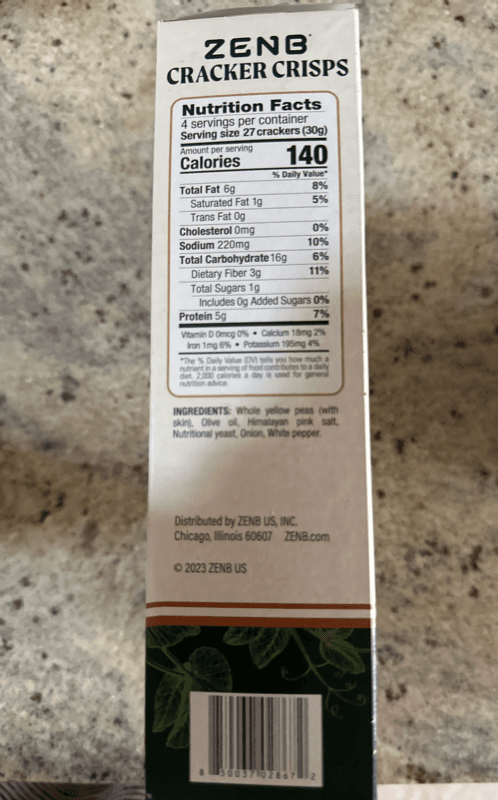 ZENB
CRACKER CRISPS
Nutrition Facts
4 servings per container
Serving size 27 crackers (30g)
Amount per serving
Calories 140
% Daily Value*
Total Fat 6g 8%
Saturated Fat 1g 5%
Trans Fat 0g
Cholesterol 0mg 0%
Sodium 220mg 10%
Total Carbohydrate 16g 6%
Dietary Fiber 3g 11%
Total Sugars 1g
Includes 0g Added Sugars 0%
Protein 5g 7%
Vitamin D 0mcg 0% • Calcium 18mg 2%
Iron 1mg 6% • Potassium 195mg 4%
*The % Daily Value (DV) tells you how much a
nutrient in a serving of food contributes to a daily
diet. 2,000 calories a day is used for general
nutrition advice.
INGREDIENTS: Whole yellow peas (with
skin), Olive oil, Himalayan pink salt,
Nutritional yeast, Onion, White pepper.
Distributed by ZENB US, INC.
Chicago, Illinois 60607 ZENB.com
© 2023 ZENB US
8 50037 02867 2